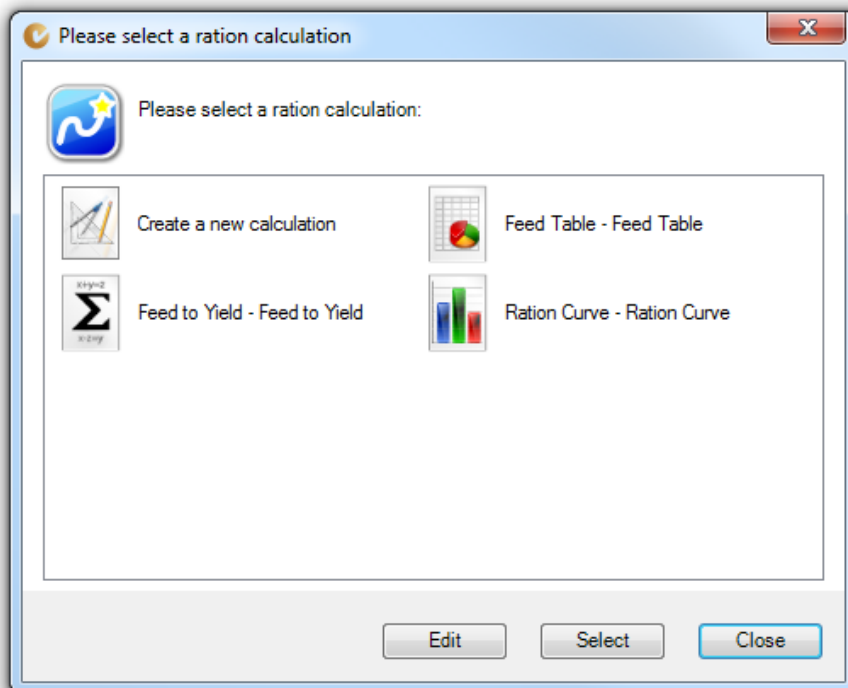 Please select a ration calculation
Please select a ration calculation:
Create a new calculation
Feed Table - Feed Table
x+y=z
Σ
Feed to Yield - Feed to Yield
Ration Curve - Ration Curve
Edit
Select
Close